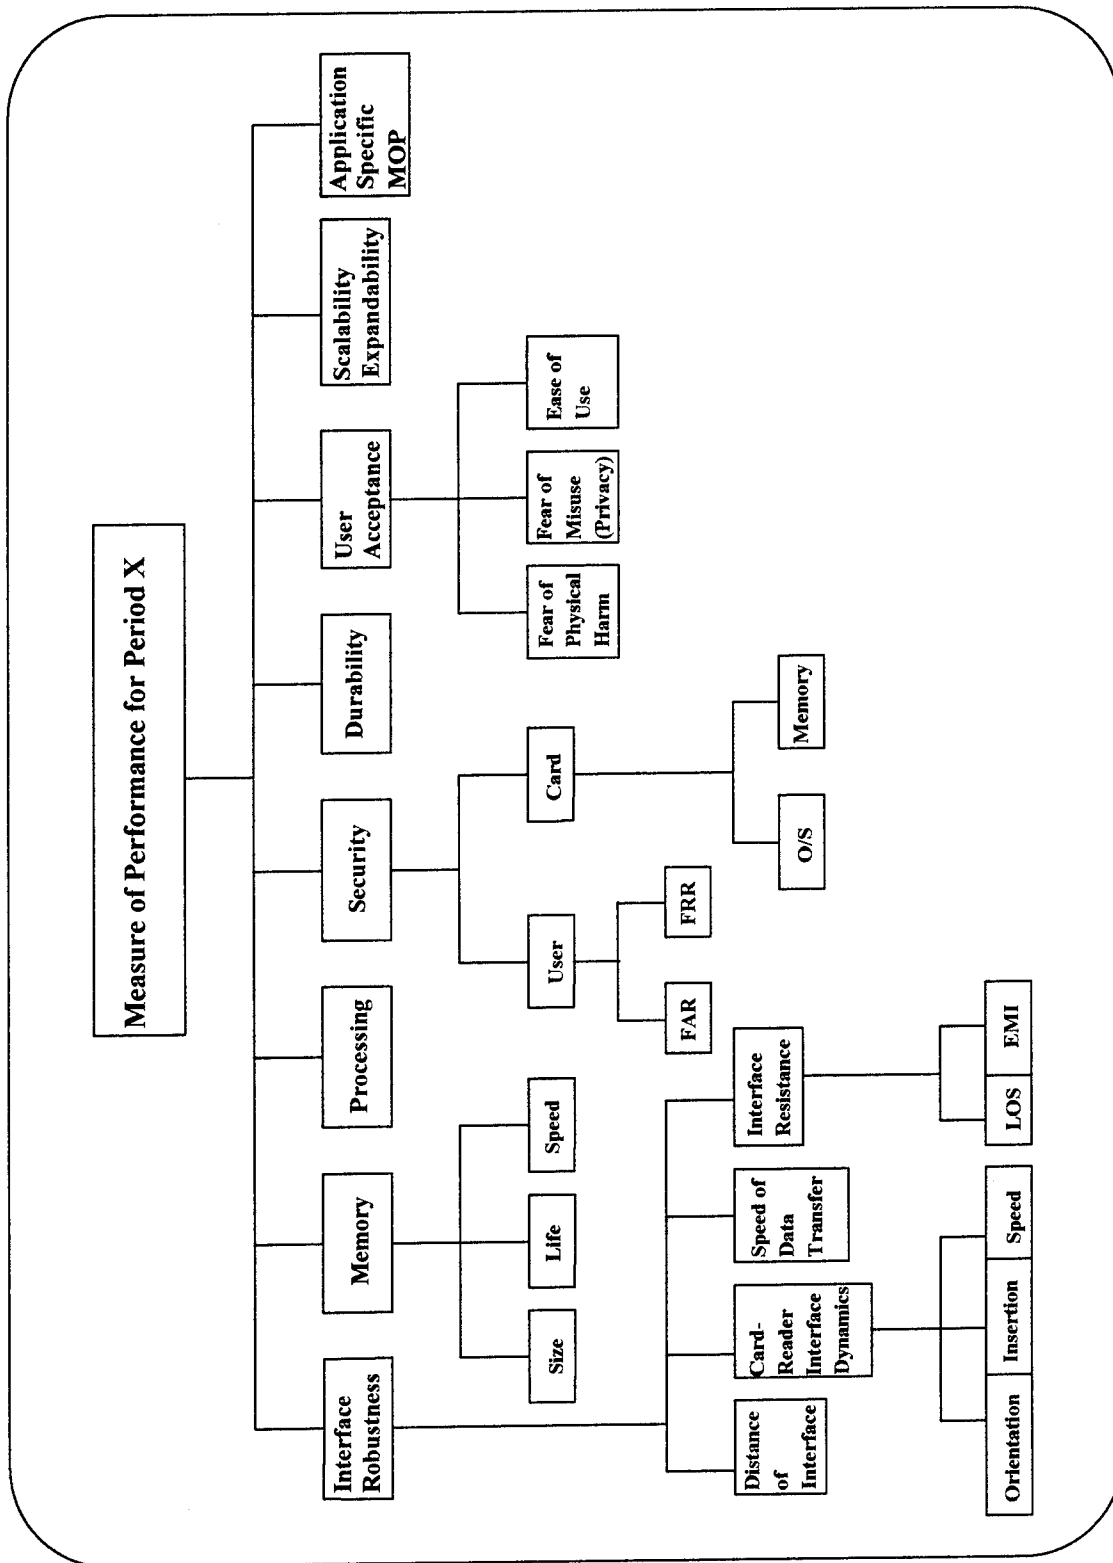 Measure of Performance for Period X
Interface
Robustness
Memory
Processing
Security
Durability
User
Acceptance
Scalability
Expandability
Application
Specific
MOP
Size
Life
Speed
User
Card
Fear of
Physical
Harm
Fear of
Misuse
(Privacy)
Ease of
Use
FAR
FRR
O/S
Memory
Distance
of
Interface
Card-
Reader
Interface
Dynamics
Speed of
Data
Transfer
Interface
Resistance
Orientation
Insertion
Speed
LOS
EMI